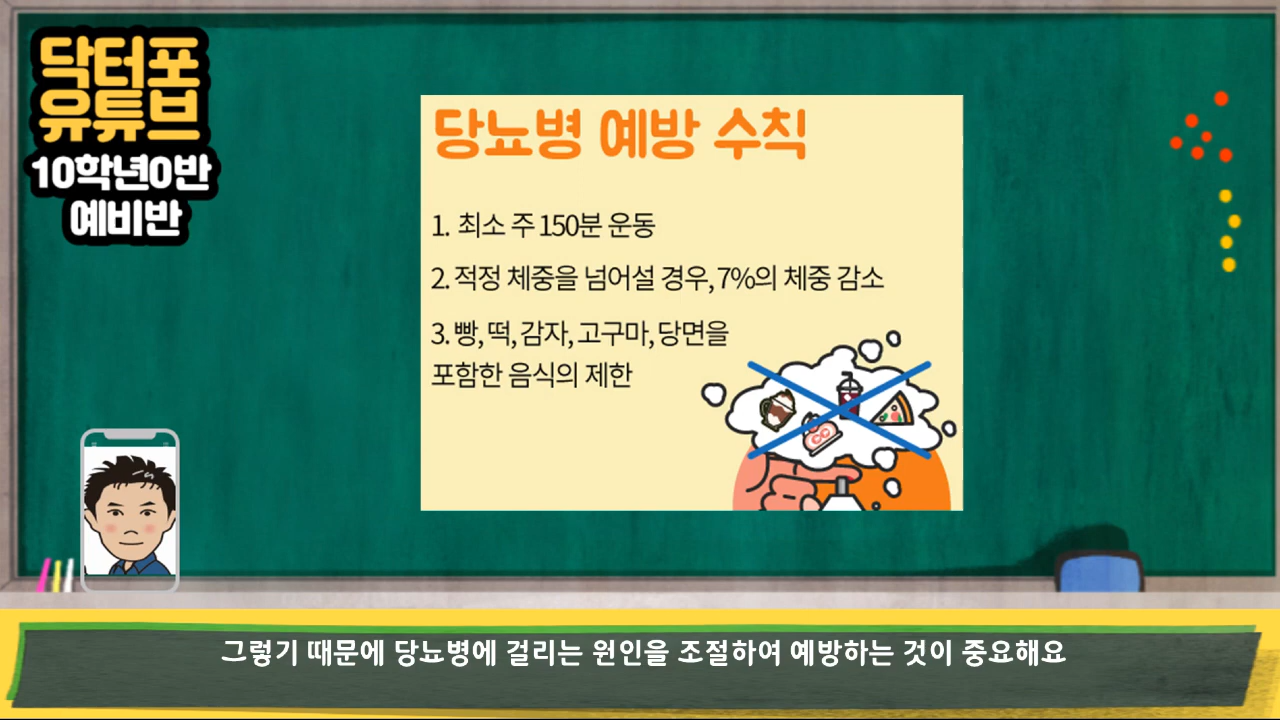 닥터포
유튜브
10학년0반
예비반
당뇨병 예방 수칙
1. 최소 주 150분 운동
2. 적정 체중을 넘어설 경우, 7%의 체중 감소
3. 빵, 떡, 감자, 고구마, 당면을
포함한 음식의 제한
그렇기 때문에 당뇨병에 걸리는 원인을 조절하여 예방하는 것이 중요해요